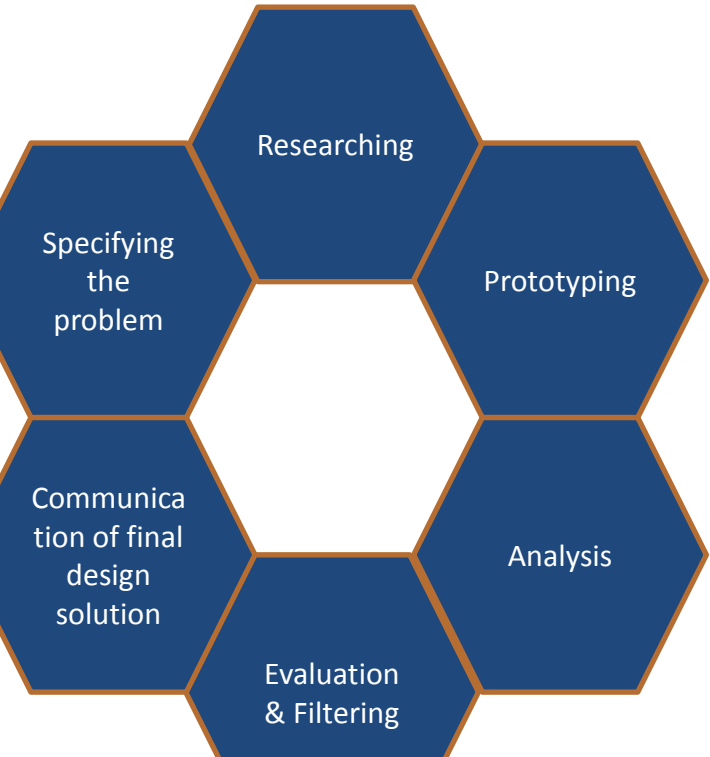 Researching
Specifying
the
problem
Prototyping
Communica
tion of final
design
solution
Analysis
Evaluation
& Filtering